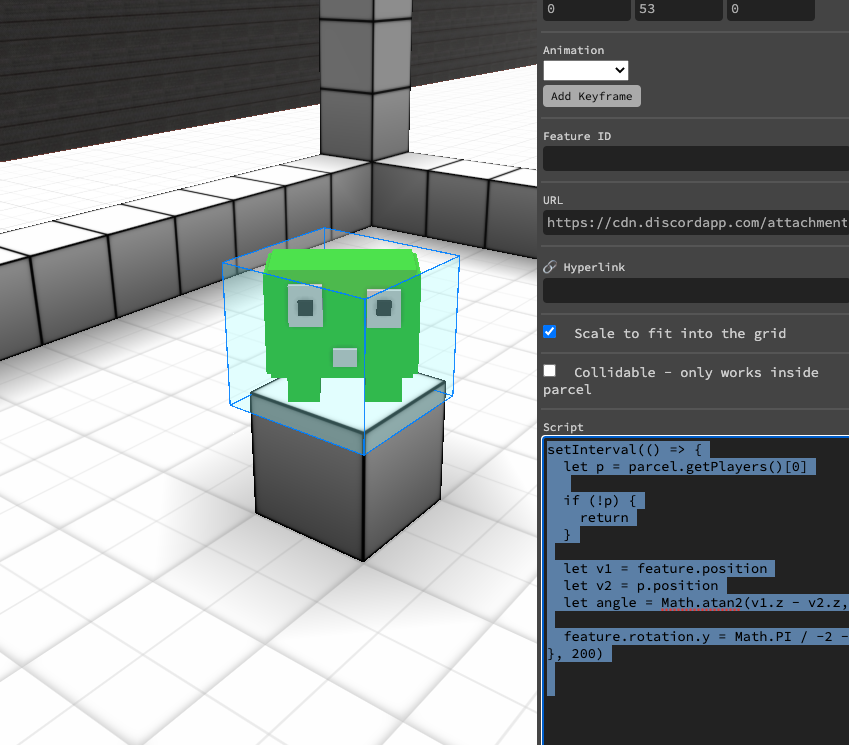 0 53 0
Animation
Add Keyframe
Feature ID
URL
https://cdn.discordapp.com/attachment
Hyperlink
Scale to fit into the grid
Collidable - only works inside
parcel
Script
setInterval(() => {
  let p = parcel.getPlayers()[0]
  if (!p) {
    return
  }
  let v1 = feature.position
  let v2 = p.position
  let angle = Math.atan2(v1.z - v2.z,
  feature.rotation.y = Math.PI / -2 -
}, 200)